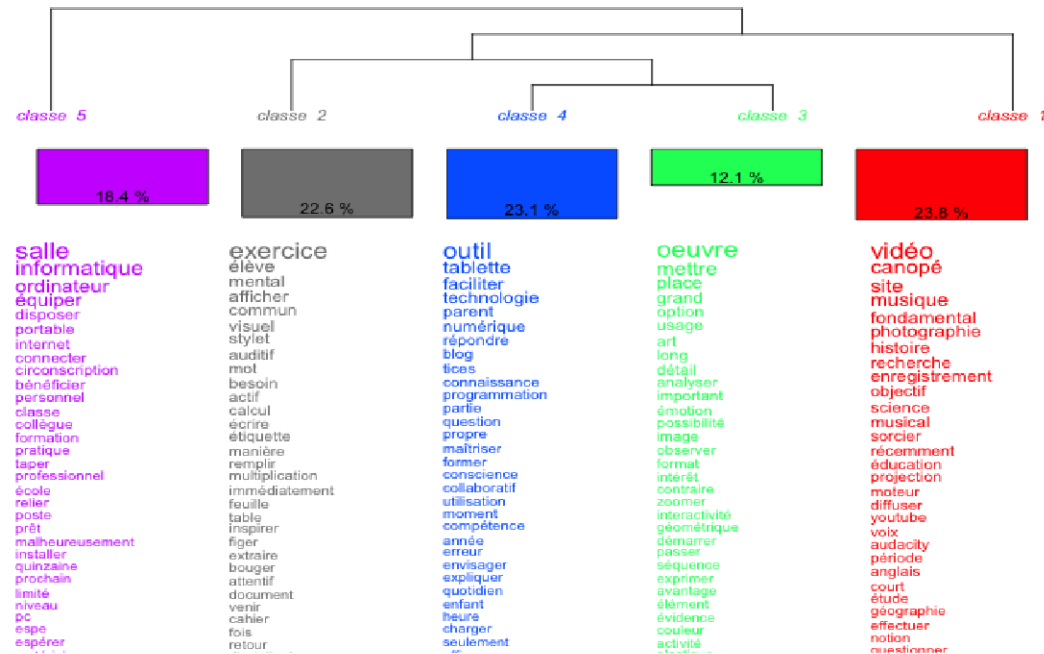 classe 5
classe 2
classe 4
classe 3
classe 1
18.4 %
22.6 %
23.1 %
12.1 %
23.8 %
salle
informatique
ordinateur
équiper
disposer
portable
internet
connecter
circonscription
bénéficier
personnel
classe
collègue
formation
pratique
taper
professionnel
école
relier
poste
prêt
malheureusement
installer
quinzaine
prochain
limité
niveau
pc
espe
espérer
exercice
élève
mental
afficher
commun
visuel
stylet
auditif
mot
besoin
actif
calcul
écrire
étiquette
manière
remplir
multiplication
immédiatement
feuille
table
inspirer
figer
extraire
bouger
attentif
document
venir
cahier
fois
retour
outil
tablette
faciliter
technologie
parent
numérique
répondre
blog
tices
connaissance
programmation
partie
question
propre
maîtriser
former
conscience
collaboratif
utilisation
moment
compétence
année
erreur
envisager
expliquer
quotidien
enfant
heure
charger
seulement
oeuvre
mettre
place
grand
option
usage
art
long
détail
analyser
important
émotion
possibilité
image
observer
format
intérêt
contraire
zoomer
interactivité
géométrique
démarrer
passer
séquence
exprimer
avantage
élément
évidence
couleur
activité
vidéo
canopé
site
musique
fondamental
photographie
histoire
recherche
enregistrement
objectif
science
musical
sorcier
récemment
éducation
projection
moteur
diffuser
youtube
voix
audacity
période
anglais
court
étude
géographie
effectuer
notion
questionner